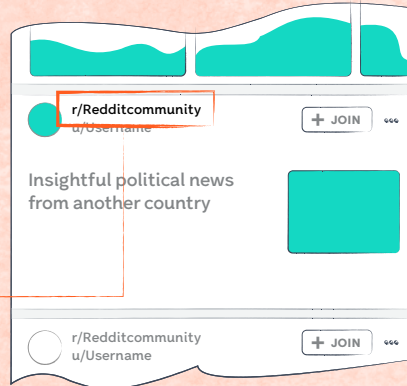 r/Redditcommunity
u/Username
+ JOIN
Insightful political news
from another country
r/Redditcommunity
u/Username
+ JOIN